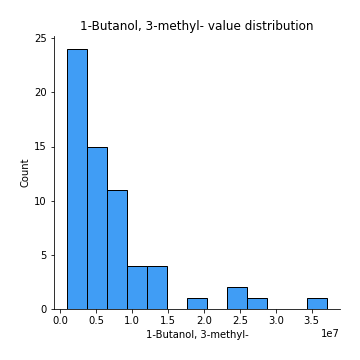 1-Butanol, 3-methyl- value distribution
25
20
15
10
5
0
Count
0.0 0.5 1.0 1.5 2.0 2.5 3.0 3.5
1e7
1-Butanol, 3-methyl-